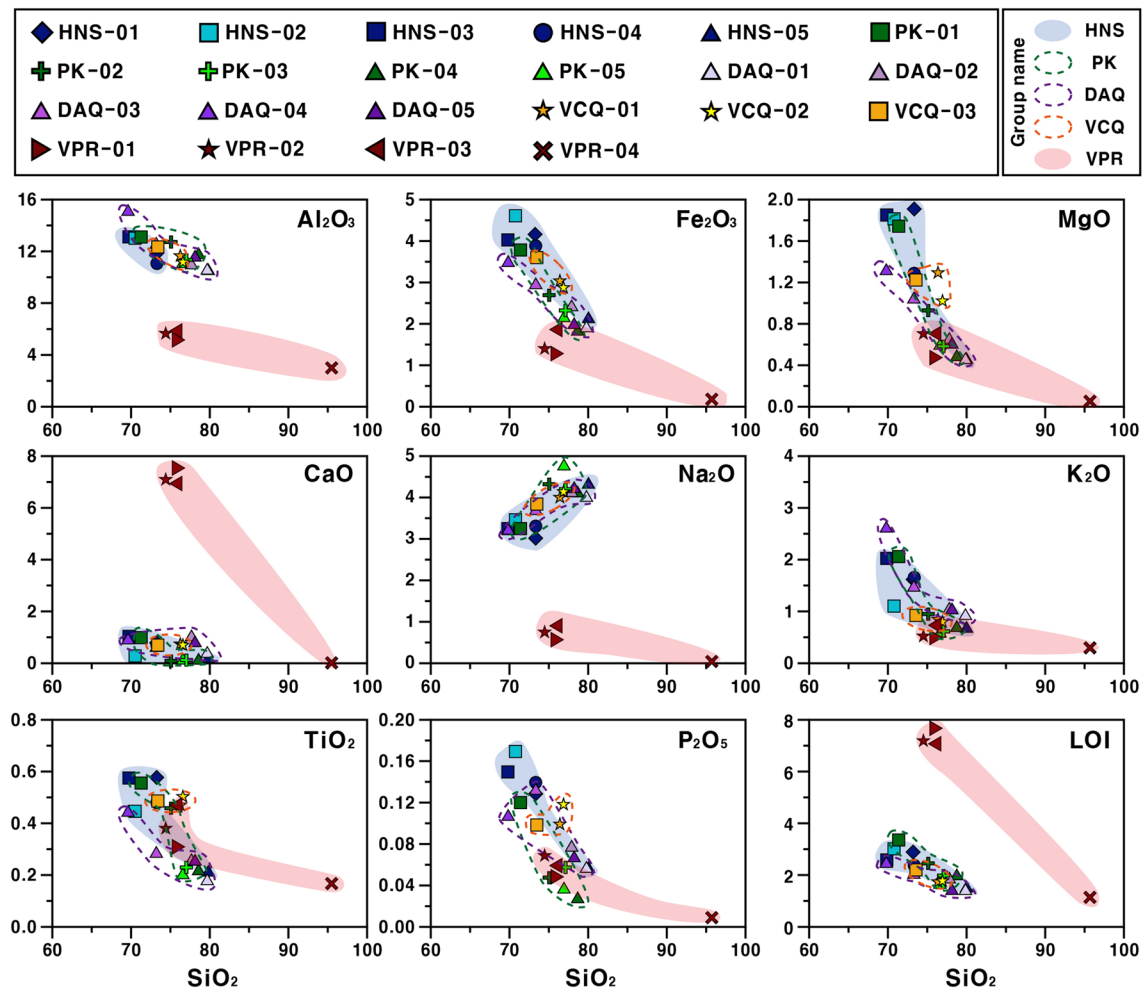 HNS-01 HNS-02 HNS-03 HNS-04 HNS-05 PK-01
PK-02 PK-03 PK-04 PK-05 DAQ-01 DAQ-02
DAQ-03 DAQ-04 DAQ-05 VCQ-01 VCQ-02 VCQ-03
VPR-01 VPR-02 VPR-03 VPR-04
Group name
HNS
PK
DAQ
VCQ
VPR
Al₂O₃
16
12
8
4
0
60 70 80 90 100
Fe₂O₃
5
4
3
2
1
0
60 70 80 90 100
MgO
2.0
1.6
1.2
0.8
0.4
0.0
60 70 80 90 100
CaO
8
6
4
2
0
60 70 80 90 100
Na₂O
5
4
3
2
1
0
60 70 80 90 100
K₂O
4
3
2
1
0
60 70 80 90 100
TiO₂
0.8
0.6
0.4
0.2
0.0
60 70 80 90 100
SiO₂
P₂O₅
0.20
0.16
0.12
0.08
0.04
0.00
60 70 80 90 100
SiO₂
LOI
8
6
4
2
0
60 70 80 90 100
SiO₂